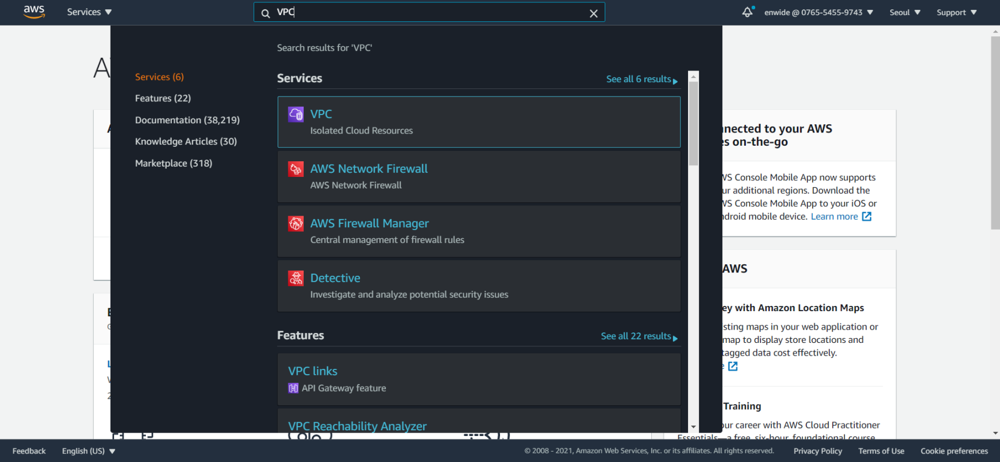 aws
Services ▼
VPC
enwide @ 0765-5455-9743 ▼
Seoul ▼
Support ▼
Search results for 'VPC'
Services (6)
Features (22)
Documentation (38,219)
Knowledge Articles (30)
Marketplace (318)
Services
See all 6 results
VPC
Isolated Cloud Resources
AWS Network Firewall
AWS Network Firewall
AWS Firewall Manager
Central management of firewall rules
Detective
Investigate and analyze potential security issues
Features
See all 22 results
VPC links
API Gateway feature
VPC Reachability Analyzer
nnected to your AWS
es on-the-go
WS Console Mobile App now supports
ur additional regions. Download the
WS Console Mobile App to your iOS or
ndroid mobile device. Learn more
AWS
ey with Amazon Location Maps
sting maps in your web application or
map to display store locations and
tagged data cost effectively.
Training
our career with AWS Cloud Practitioner
Essentials—a free, six-hour, foundational course
Feedback
English (US) ▼
© 2008 - 2021, Amazon Web Services, Inc. or its affiliates. All rights reserved.
Privacy Policy
Terms of Use
Cookie preferences